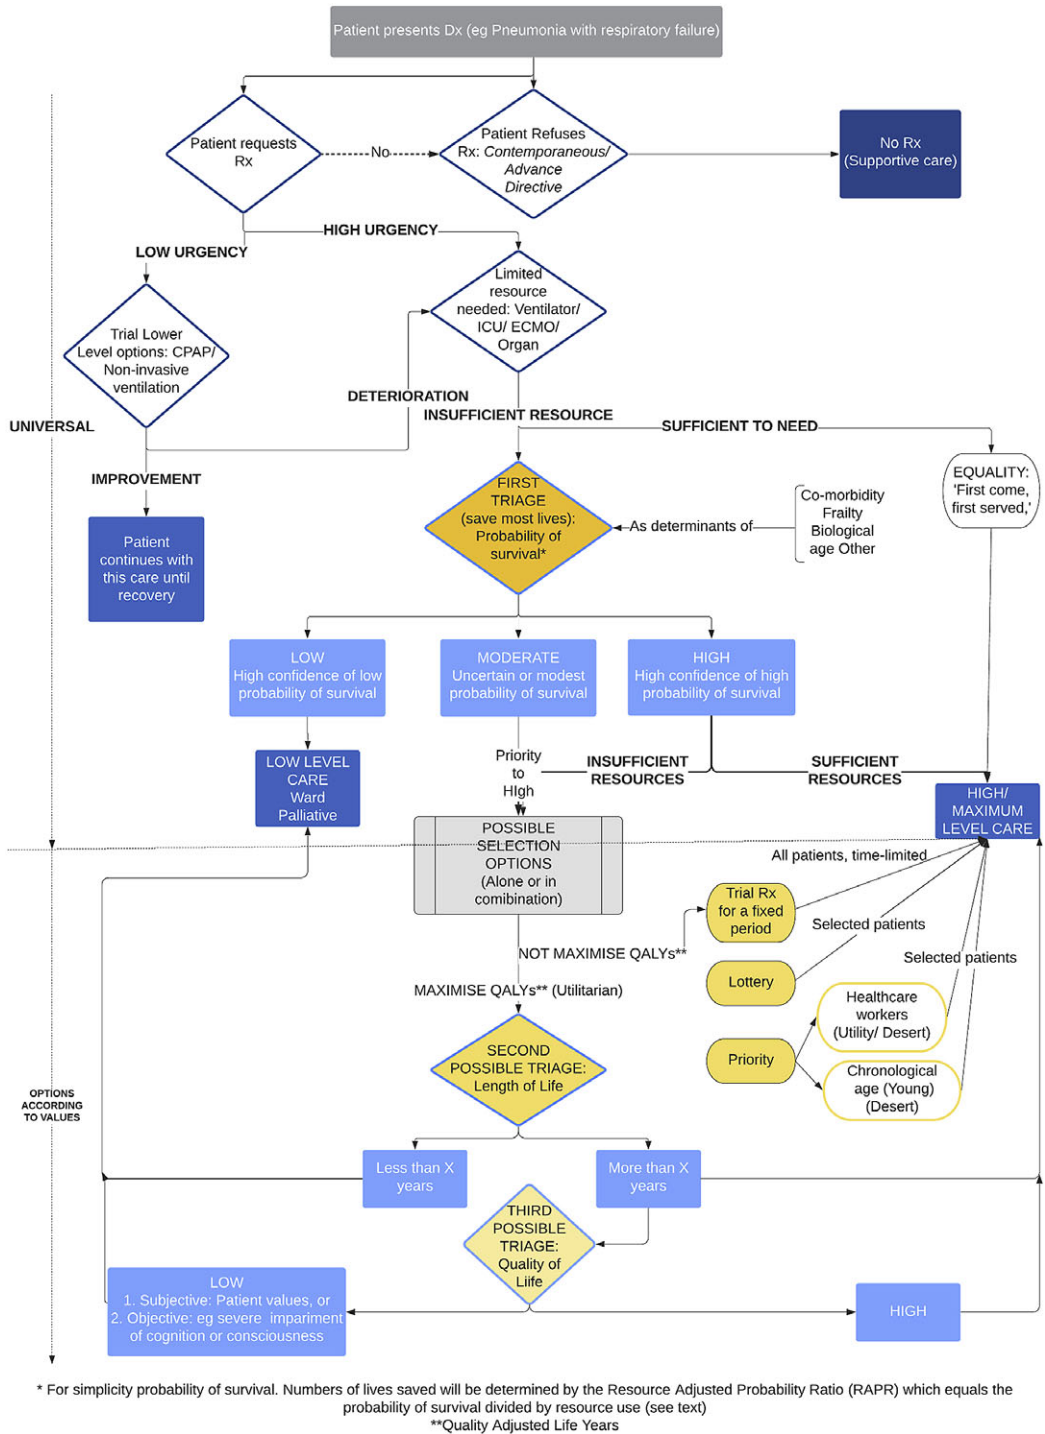 Patient presents Dx (eg Pneumonia with respiratory failure)
Patient requests
Rx
No
Patient Refuses
Rx: Contemporaneous/
Advance
Directive
No Rx
(Supportive care)
HIGH URGENCY
LOW URGENCY
Limited
resource
needed: Ventilator/
ICU/ ECMO/
Organ
Trial Lower
Level options: CPAP/
Non-invasive
ventilation
DETERIORATION
INSUFFICIENT RESOURCE
SUFFICIENT TO NEED
UNIVERSAL
IMPROVEMENT
EQUALITY:
'First come,
first served,'
FIRST
TRIAGE
(save most lives):
Probability of
survival*
As determinants of
Co-morbidity
Frailty
Biological
age Other
Patient
continues with
this care until
recovery
LOW
High confidence of low
probability of survival
MODERATE
Uncertain or modest
probability of survival
HIGH
High confidence of high
probability of survival
Priority
to
HIgh
INSUFFICIENT
RESOURCES
SUFFICIENT
RESOURCES
LOW LEVEL
CARE
Ward
Palliative
HIGH/
MAXIMUM
LEVEL CARE
POSSIBLE
SELECTION
OPTIONS
(Alone or in
comibination)
All patients, time-limited
Trial Rx
for a fixed
period
Selected patients
NOT MAXIMISE QALYs**
Selected patients
Lottery
MAXIMISE QALYs** (Utilitarian)
Healthcare
workers
(Utility/ Desert)
Priority
Chronological
age (Young)
(Desert)
SECOND
POSSIBLE TRIAGE:
Length of Life
OPTIONS
ACCORDING
TO VALUES
Less than X
years
More than X
years
THIRD
POSSIBLE
TRIAGE:
Quality of
Liife
LOW
1. Subjective: Patient values, or
2. Objective: eg severe impariment
of cognition or consciousness
HIGH
* For simplicity probability of survival. Numbers of lives saved will be determined by the Resource Adjusted Probability Ratio (RAPR) which equals the
probability of survival divided by resource use (see text)
**Quality Adjusted Life Years